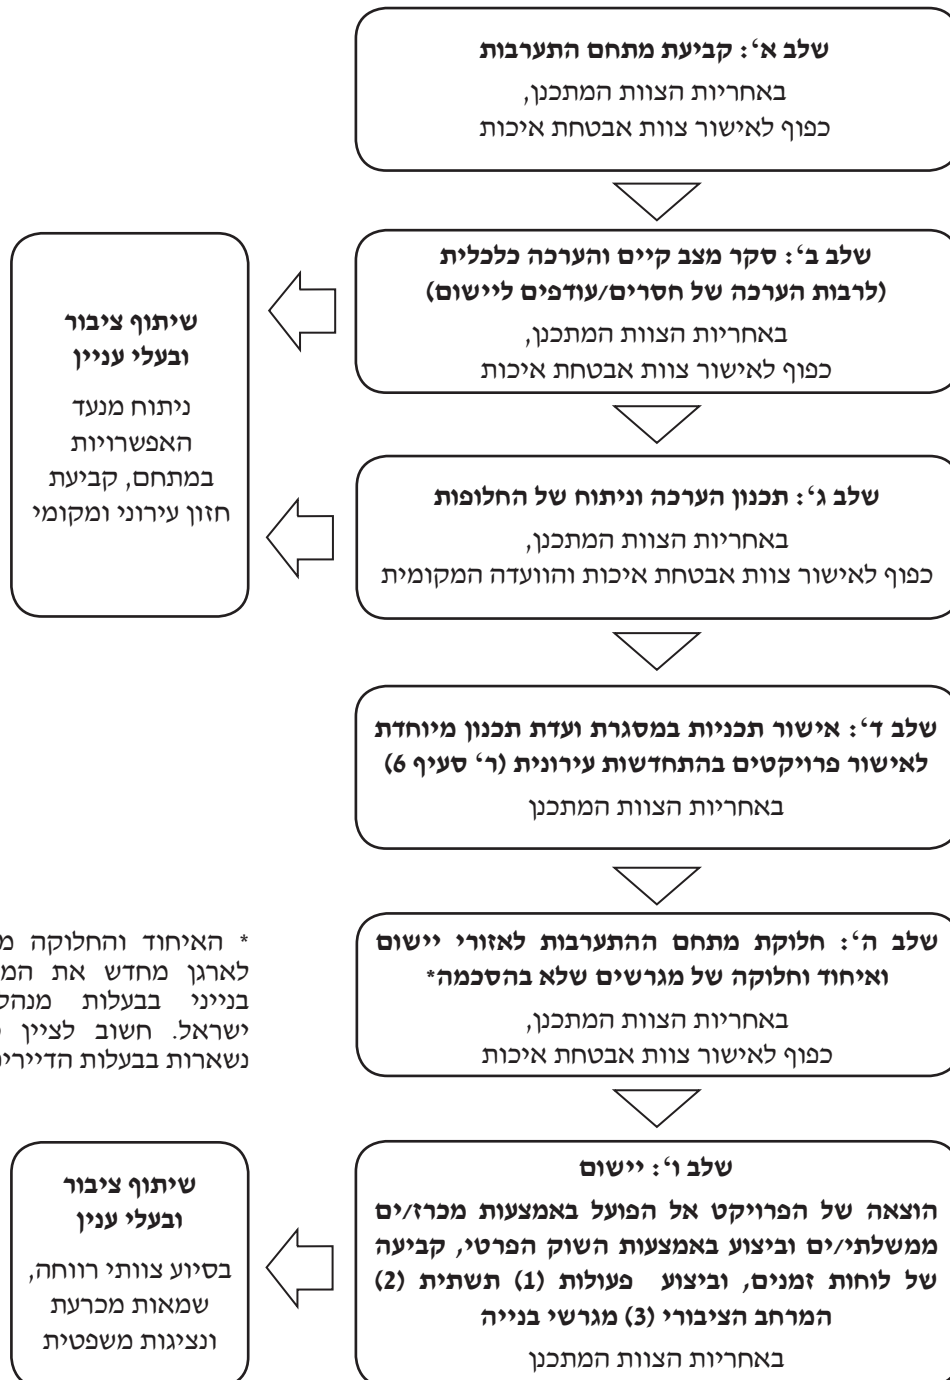 שלב א‘: קביעת מתחם התערבות
באחריות הצוות המתכנן,
כפוף לאישור צוות אבטחת איכות
שלב ב‘: סקר מצב קיים והערכה כלכלית
(לרבות הערכה של חסרים/עודפים ליישום)
באחריות הצוות המתכנן,
כפוף לאישור צוות אבטחת איכות
שיתוף ציבור
ובעלי עניין
ניתוח מנעד
האפשרויות
במתחם, קביעת
חזון עירוני ומקומי
שלב ג‘: תכנון הערכה וניתוח של החלופות
באחריות הצוות המתכנן,
כפוף לאישור צוות אבטחת איכות והוועדה המקומית
שלב ד‘: אישור תכניות במסגרת ועדת תכנון מיוחדת
לאישור פרויקטים בהתחדשות עירונית (ר‘ סעיף 6)
באחריות הצוות המתכנן
שלב ה‘: חלוקת מתחם ההתערבות לאזורי יישום
ואיחוד וחלוקה של מגרשים שלא בהסכמה*
באחריות הצוות המתכנן,
כפוף לאישור צוות אבטחת איכות
* האיחוד והחלוקה
לארגן מחדש את
בנייני בבעלות
ישראל. חשוב לציין
נשארות בבעלות
שלב ו‘: יישום
הוצאה של הפרויקט אל הפועל באמצעות מכרז/ים
ממשלתי/ים וביצוע באמצעות השוק הפרטי, קביעה
של לוחות זמנים, וביצוע פעולות (1) תשתית (2)
המרחב הציבורי (3) מגרשי בנייה
באחריות הצוות המתכנן
שיתוף ציבור
ובעלי ענין
בסיוע צוותי רווחה,
שמאות מכרעת
ונציגות משפטית